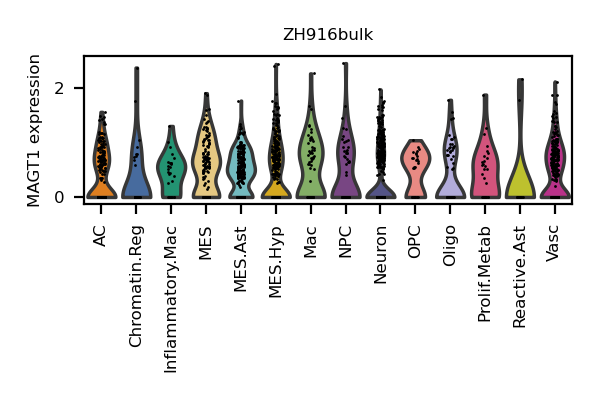 ZH916bulk
MAGT1 expression
2
0
AC
Chromatin.Reg
Inflammatory.Mac
MES
MES.Ast
MES.Hyp
Mac
NPC
Neuron
OPC
Oligo
Prolif.Metab
Reactive.Ast
Vasc